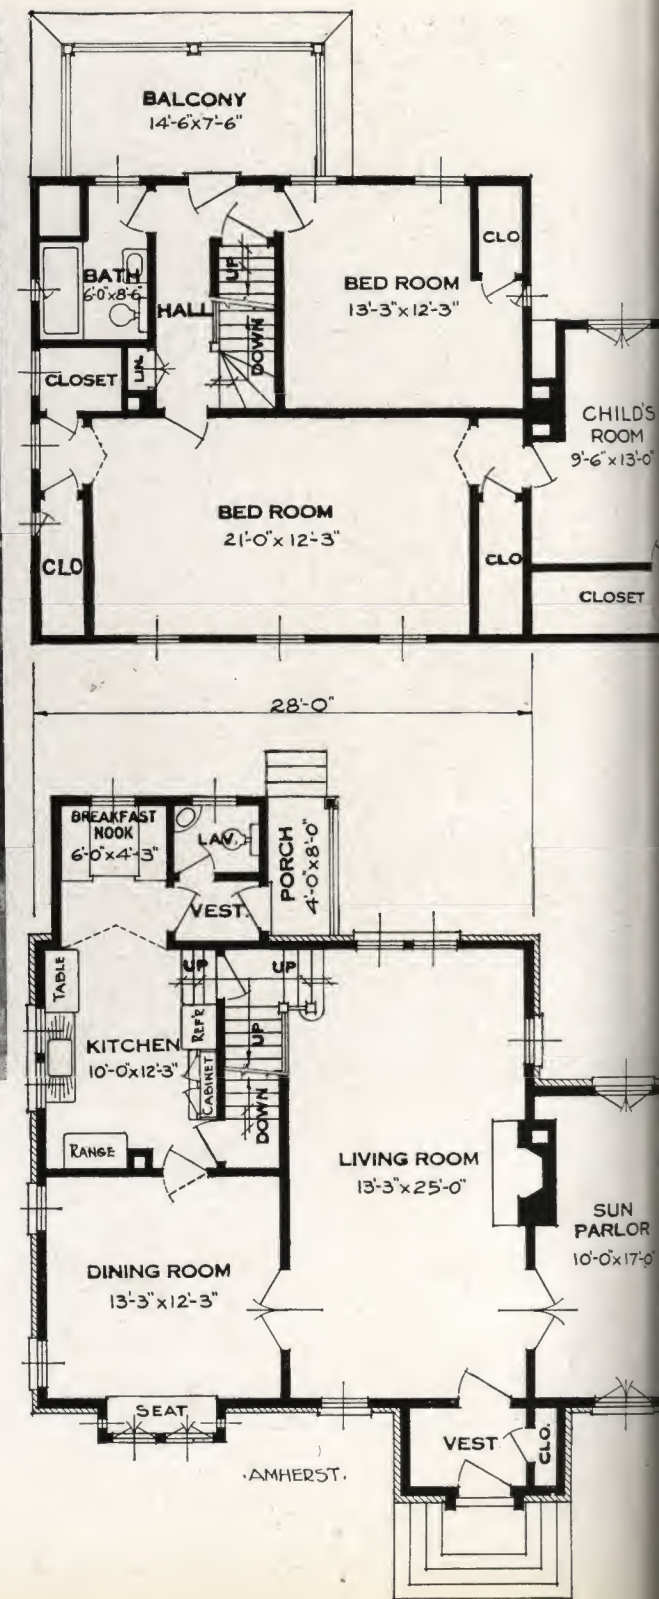 BALCONY
14'-6"x7'-6"
CLO.
UP
BATH
6'-0"x8'-6"
BED ROOM
13'-3"x12'-3"
HALL
DOWN
LIN.
CLOSET
CHILD'S
ROOM
9'-6"x13'-0"
BED ROOM
21'-0"x12'-3"
CLO
CLO
CLOSET
28'-0"
BREAKFAST
NOOK
6'-0"x4'-3"
LAV.
PORCH
4'-0"x8'-0"
VEST.
TABLE
UP
UP
REF'R
UP
KITCHEN
10'-0"x12'-3"
CABINET
DOWN
RANGE
LIVING ROOM
13'-3"x25'-0"
SUN
PARLOR
10'-0"x17'-0"
DINING ROOM
13'-3"x12'-3"
SEAT
VEST
CLO.
·AMHERST·